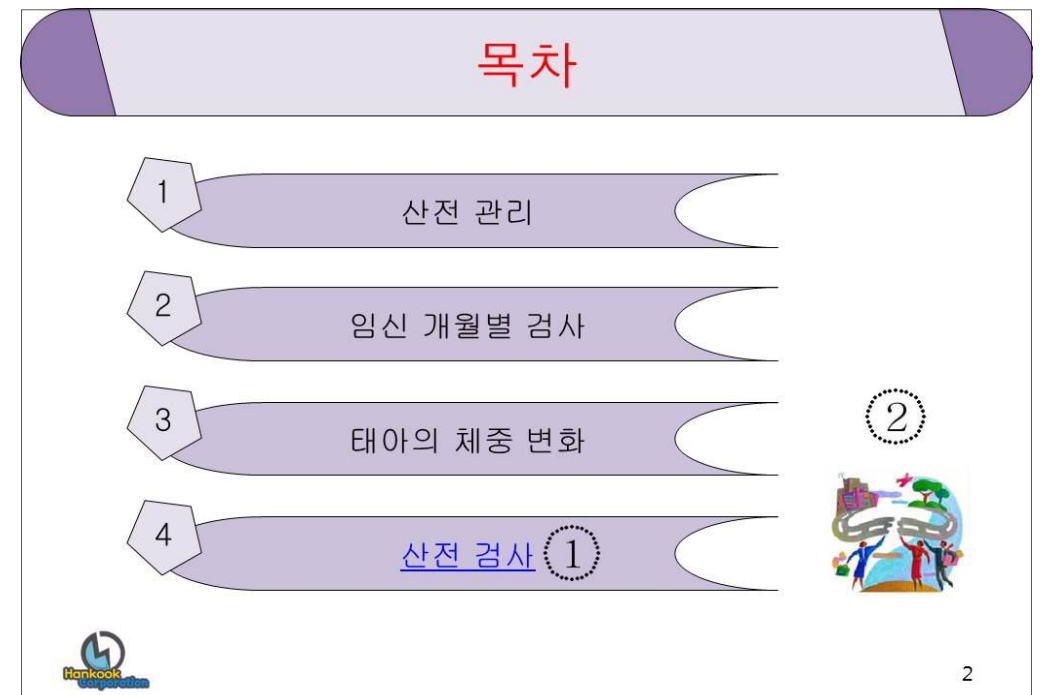 목차
1
산전 관리
2
임신 개월별 검사
3
태아의 체중 변화
②
4
산전 검사 ①
Hankook
Corporation
2